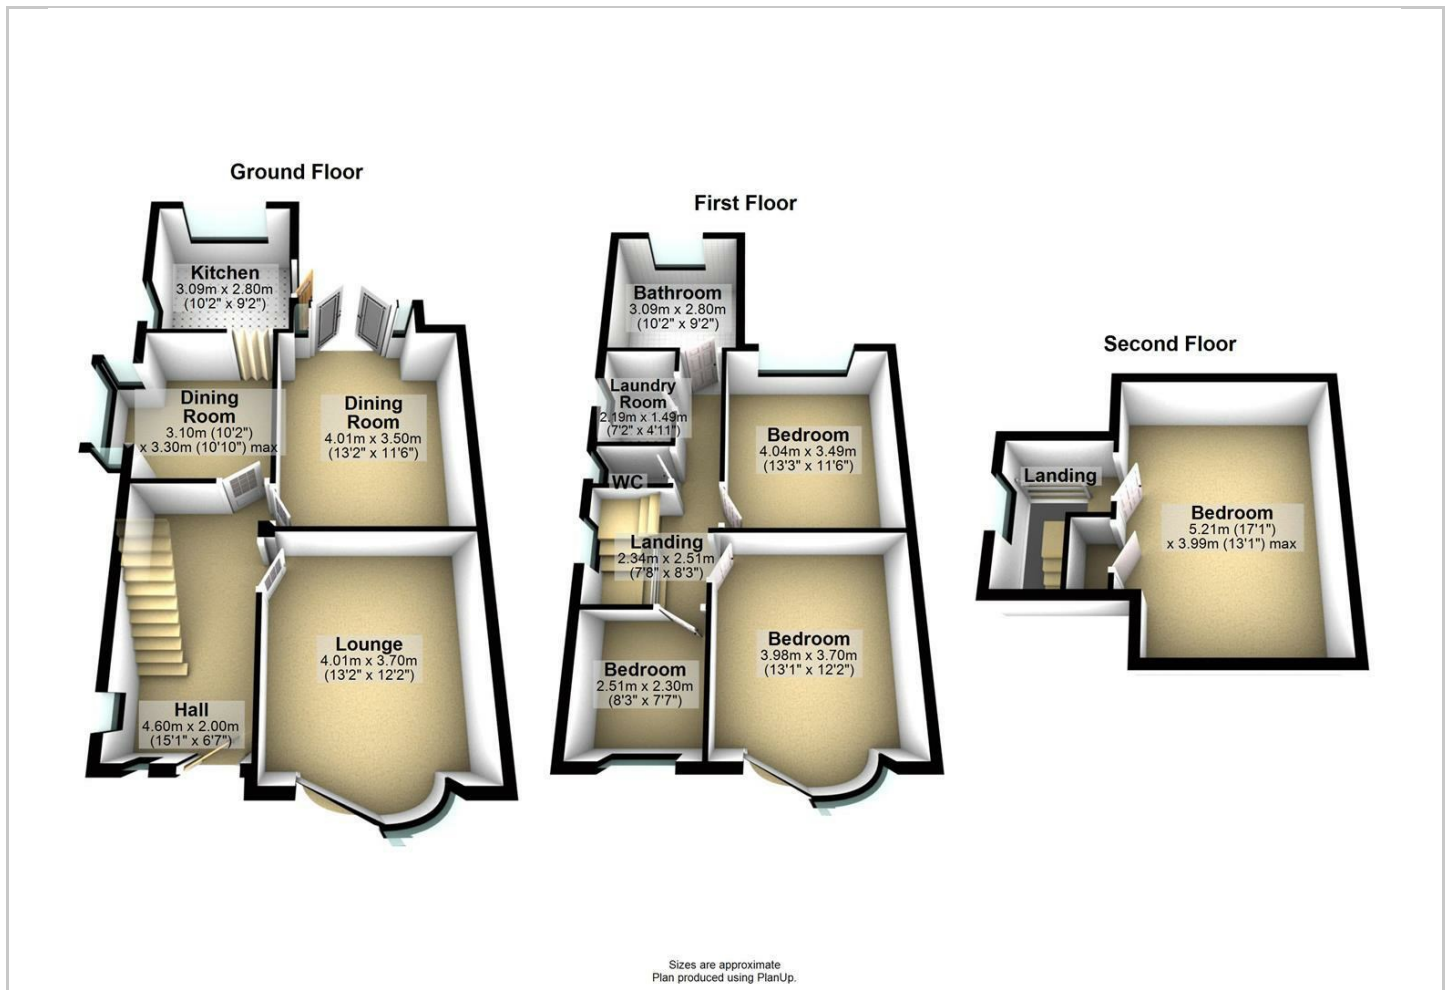 Ground Floor
Kitchen
3.09m x 2.80m
(10'2" x 9'2")
Dining
Room
3.10m (10'2")
x 3.30m (10'10") max
Dining
Room
4.01m x 3.50m
(13'2" x 11'6")
Lounge
4.01m x 3.70m
(13'2" x 12'2")
Hall
4.60m x 2.00m
(15'1" x 6'7")
First Floor
Bathroom
3.09m x 2.80m
(10'2" x 9'2")
Laundry
Room
2.19m x 1.49m
(7'2" x 4'11")
WC
Bedroom
4.04m x 3.49m
(13'3" x 11'6")
Landing
2.34m x 2.51m
(7'8" x 8'3")
Bedroom
3.98m x 3.70m
(13'1" x 12'2")
Bedroom
2.51m x 2.30m
(8'3" x 7'7")
Second Floor
Landing
Bedroom
5.21m (17'1")
x 3.99m (13'1") max
Sizes are approximate
Plan produced using PlanUp.